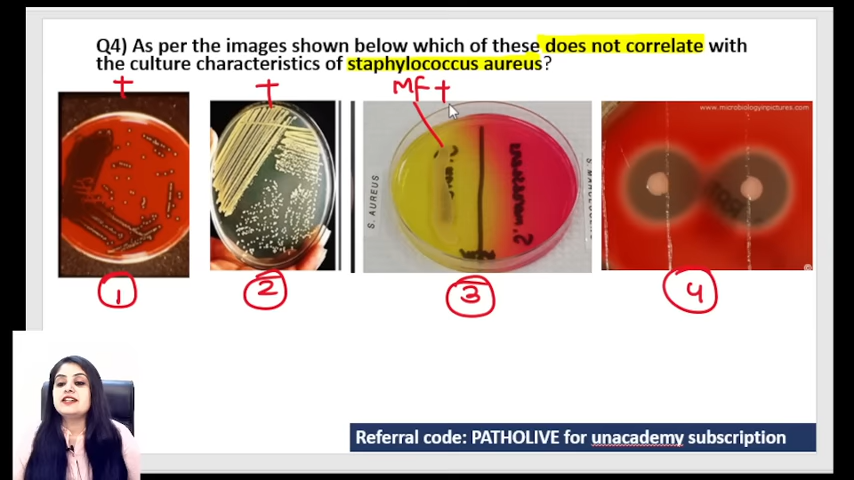 Q4) As per the images shown below which of these does not correlate with
the culture characteristics of staphylococcus aureus?
+
+
MF +
www.microbiologyinpictures.com
S. AUREUS
1
2
3
4
Referral code: PATHOLIVE for unacademy subscription